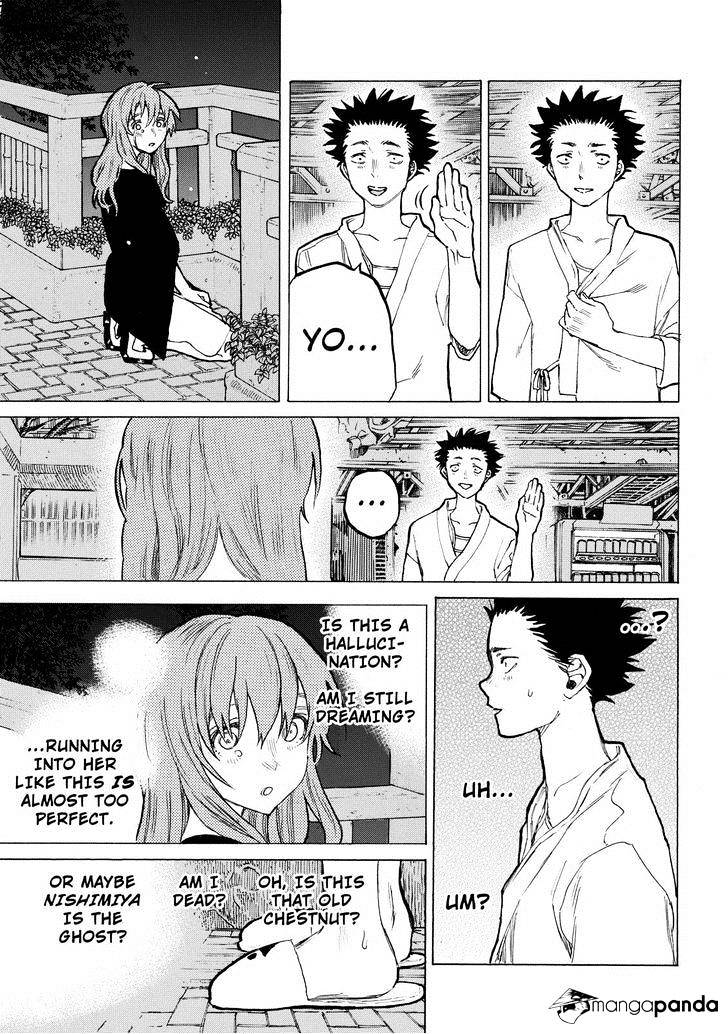 YO...
...
...?
UH...
UM?
IS THIS A
HALLUCI-
NATION?
AM I STILL
DREAMING?
...RUNNING
INTO HER
LIKE THIS IS
ALMOST TOO
PERFECT.
OH, IS THIS
THAT OLD
CHESTNUT?
AM I
DEAD?
OR MAYBE
NISHIMIYA
IS THE
GHOST?
mangapanda